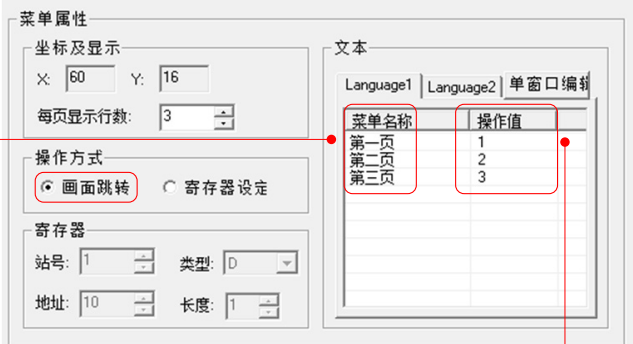 菜单属性
坐标及显示
X: 60 Y: 16
每页显示行数: 3
操作方式
画面跳转 寄存器设定
寄存器
站号: 1 类型: D
地址: 10 长度: 1
文本
Language1 Language2 单窗口编辑
菜单名称 操作值
第一页 1
第二页 2
第三页 3